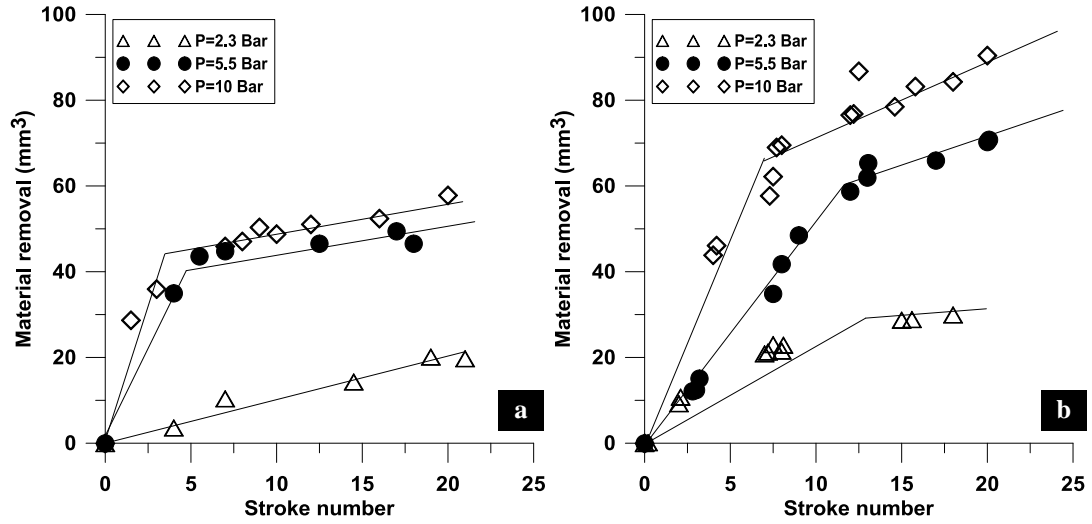 100
80
60
40
20
0
Material removal (mm³)
P=2.3 Bar
P=5.5 Bar
P=10 Bar
a
0 5 10 15 20 25
Stroke number
100
80
60
40
20
0
Material removal (mm³)
P=2.3 Bar
P=5.5 Bar
P=10 Bar
b
0 5 10 15 20 25
Stroke number